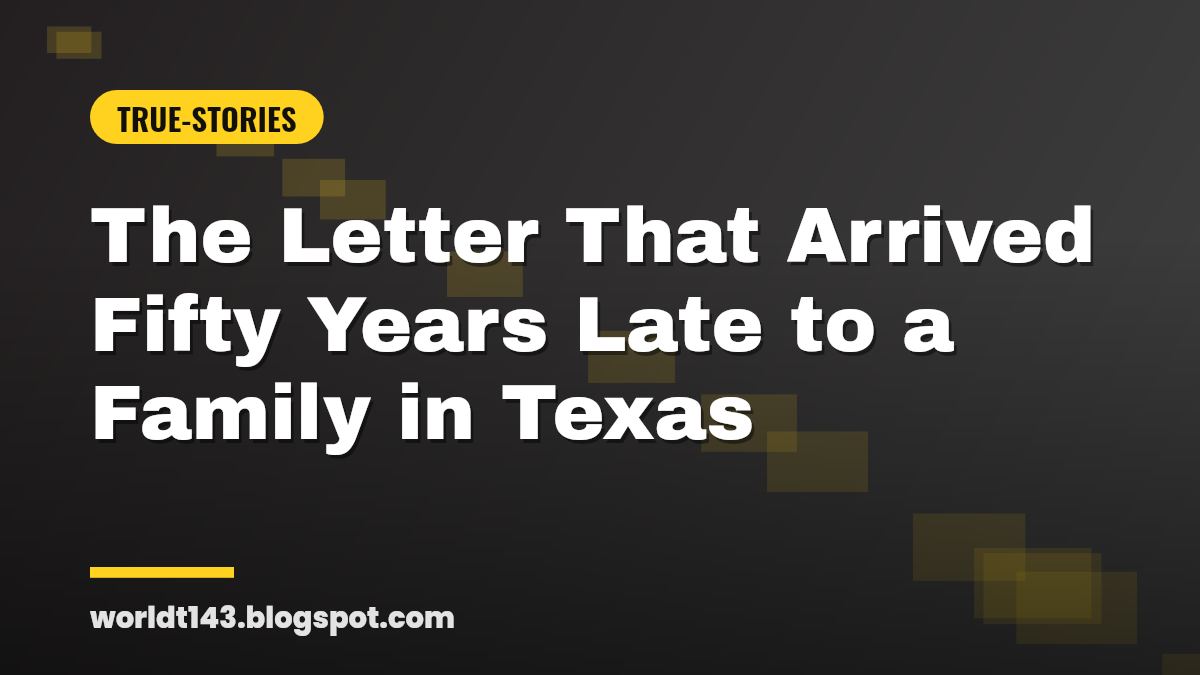 TRUE-STORIES
The Letter That Arrived
Fifty Years Late to a
Family in Texas
worldt143.blogspot.com